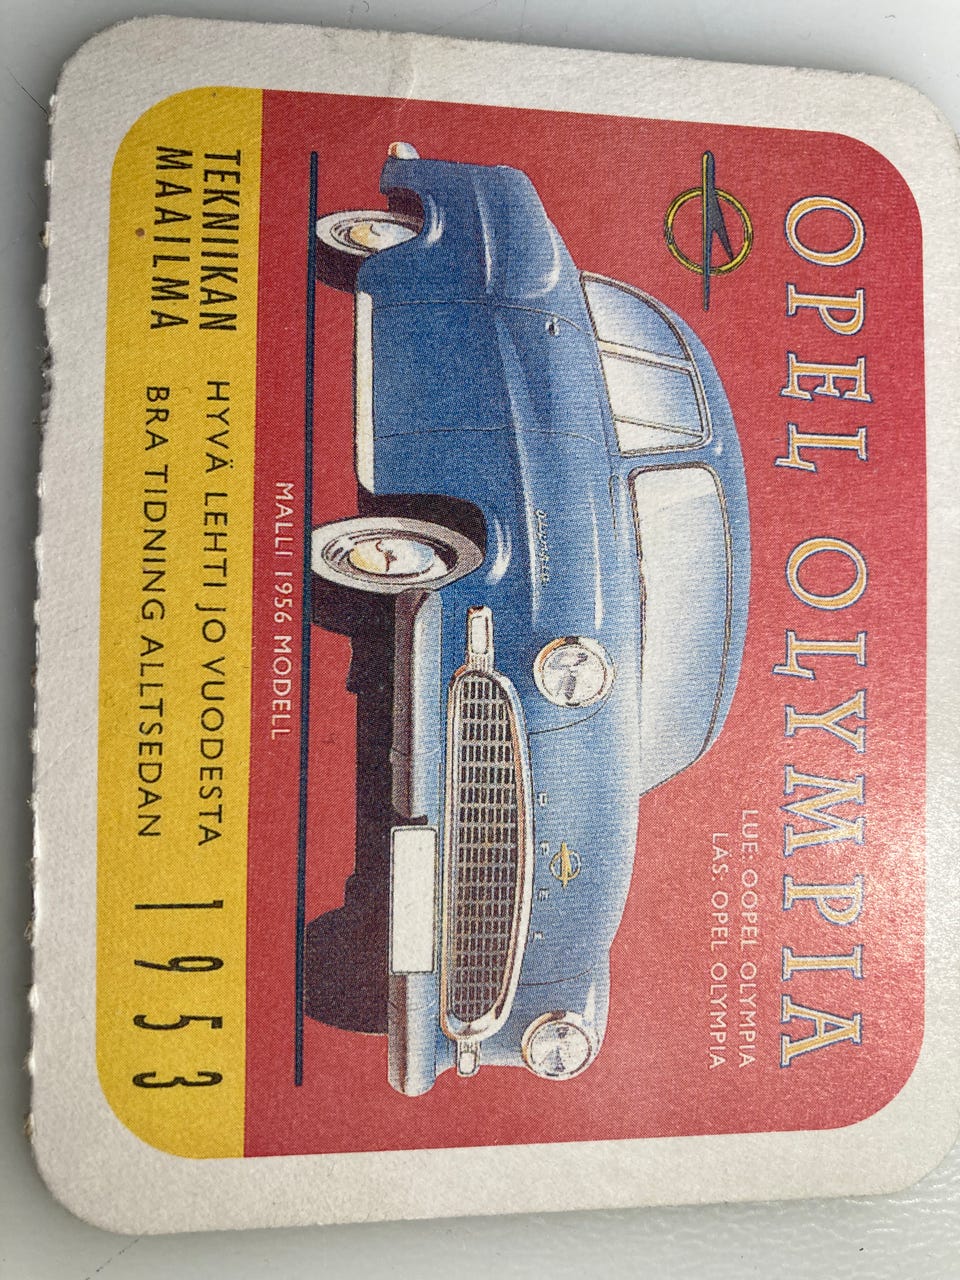 OPEL OLYMPIA
LUE: OOPEL OLYMPIA
LÄS: OPEL OLYMPIA
OPEL
MALLI 1956 MODELL
TEKNIIKAN MAAILMA
HYVÄ LEHTI JO VUODESTA
BRA TIDNING ALLTSEDAN
1953